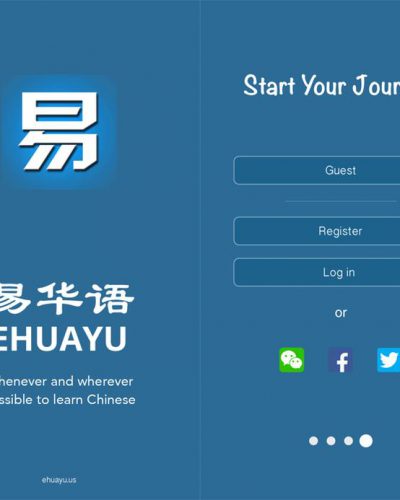 易
易华语
EHUAYU
henever and wherever
ssible to learn Chinese
ehuayu.us
Start Your Jour
Guest
Register
Log in
or